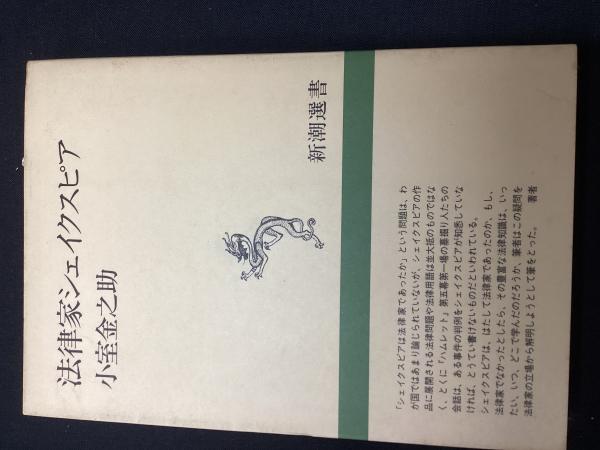 法律家シェイクスピア
小室金之助
新潮選書
「シェイクスピアは法律家であったか」という問題は、わ
が国ではあまり論じられていないが、シェイクスピアの作
品に展開される法律問題や法律用語は並大抵のものではな
く、とくに『ハムレット』第五幕第一場の墓掘り人たちの
会話は、ある事件の判例をシェイクスピアが知悉していな
ければ、とうてい書けないものだといわれている。
シェイクスピアは、はたして法律家であったのか、もし、
法律家でなかったとしたら、その豊富な法律知識は、いっ
たい、いつ、どこで学んだのだろうか、筆者はこの疑問を
法律家の立場から解明しようとして筆をとった。 著者